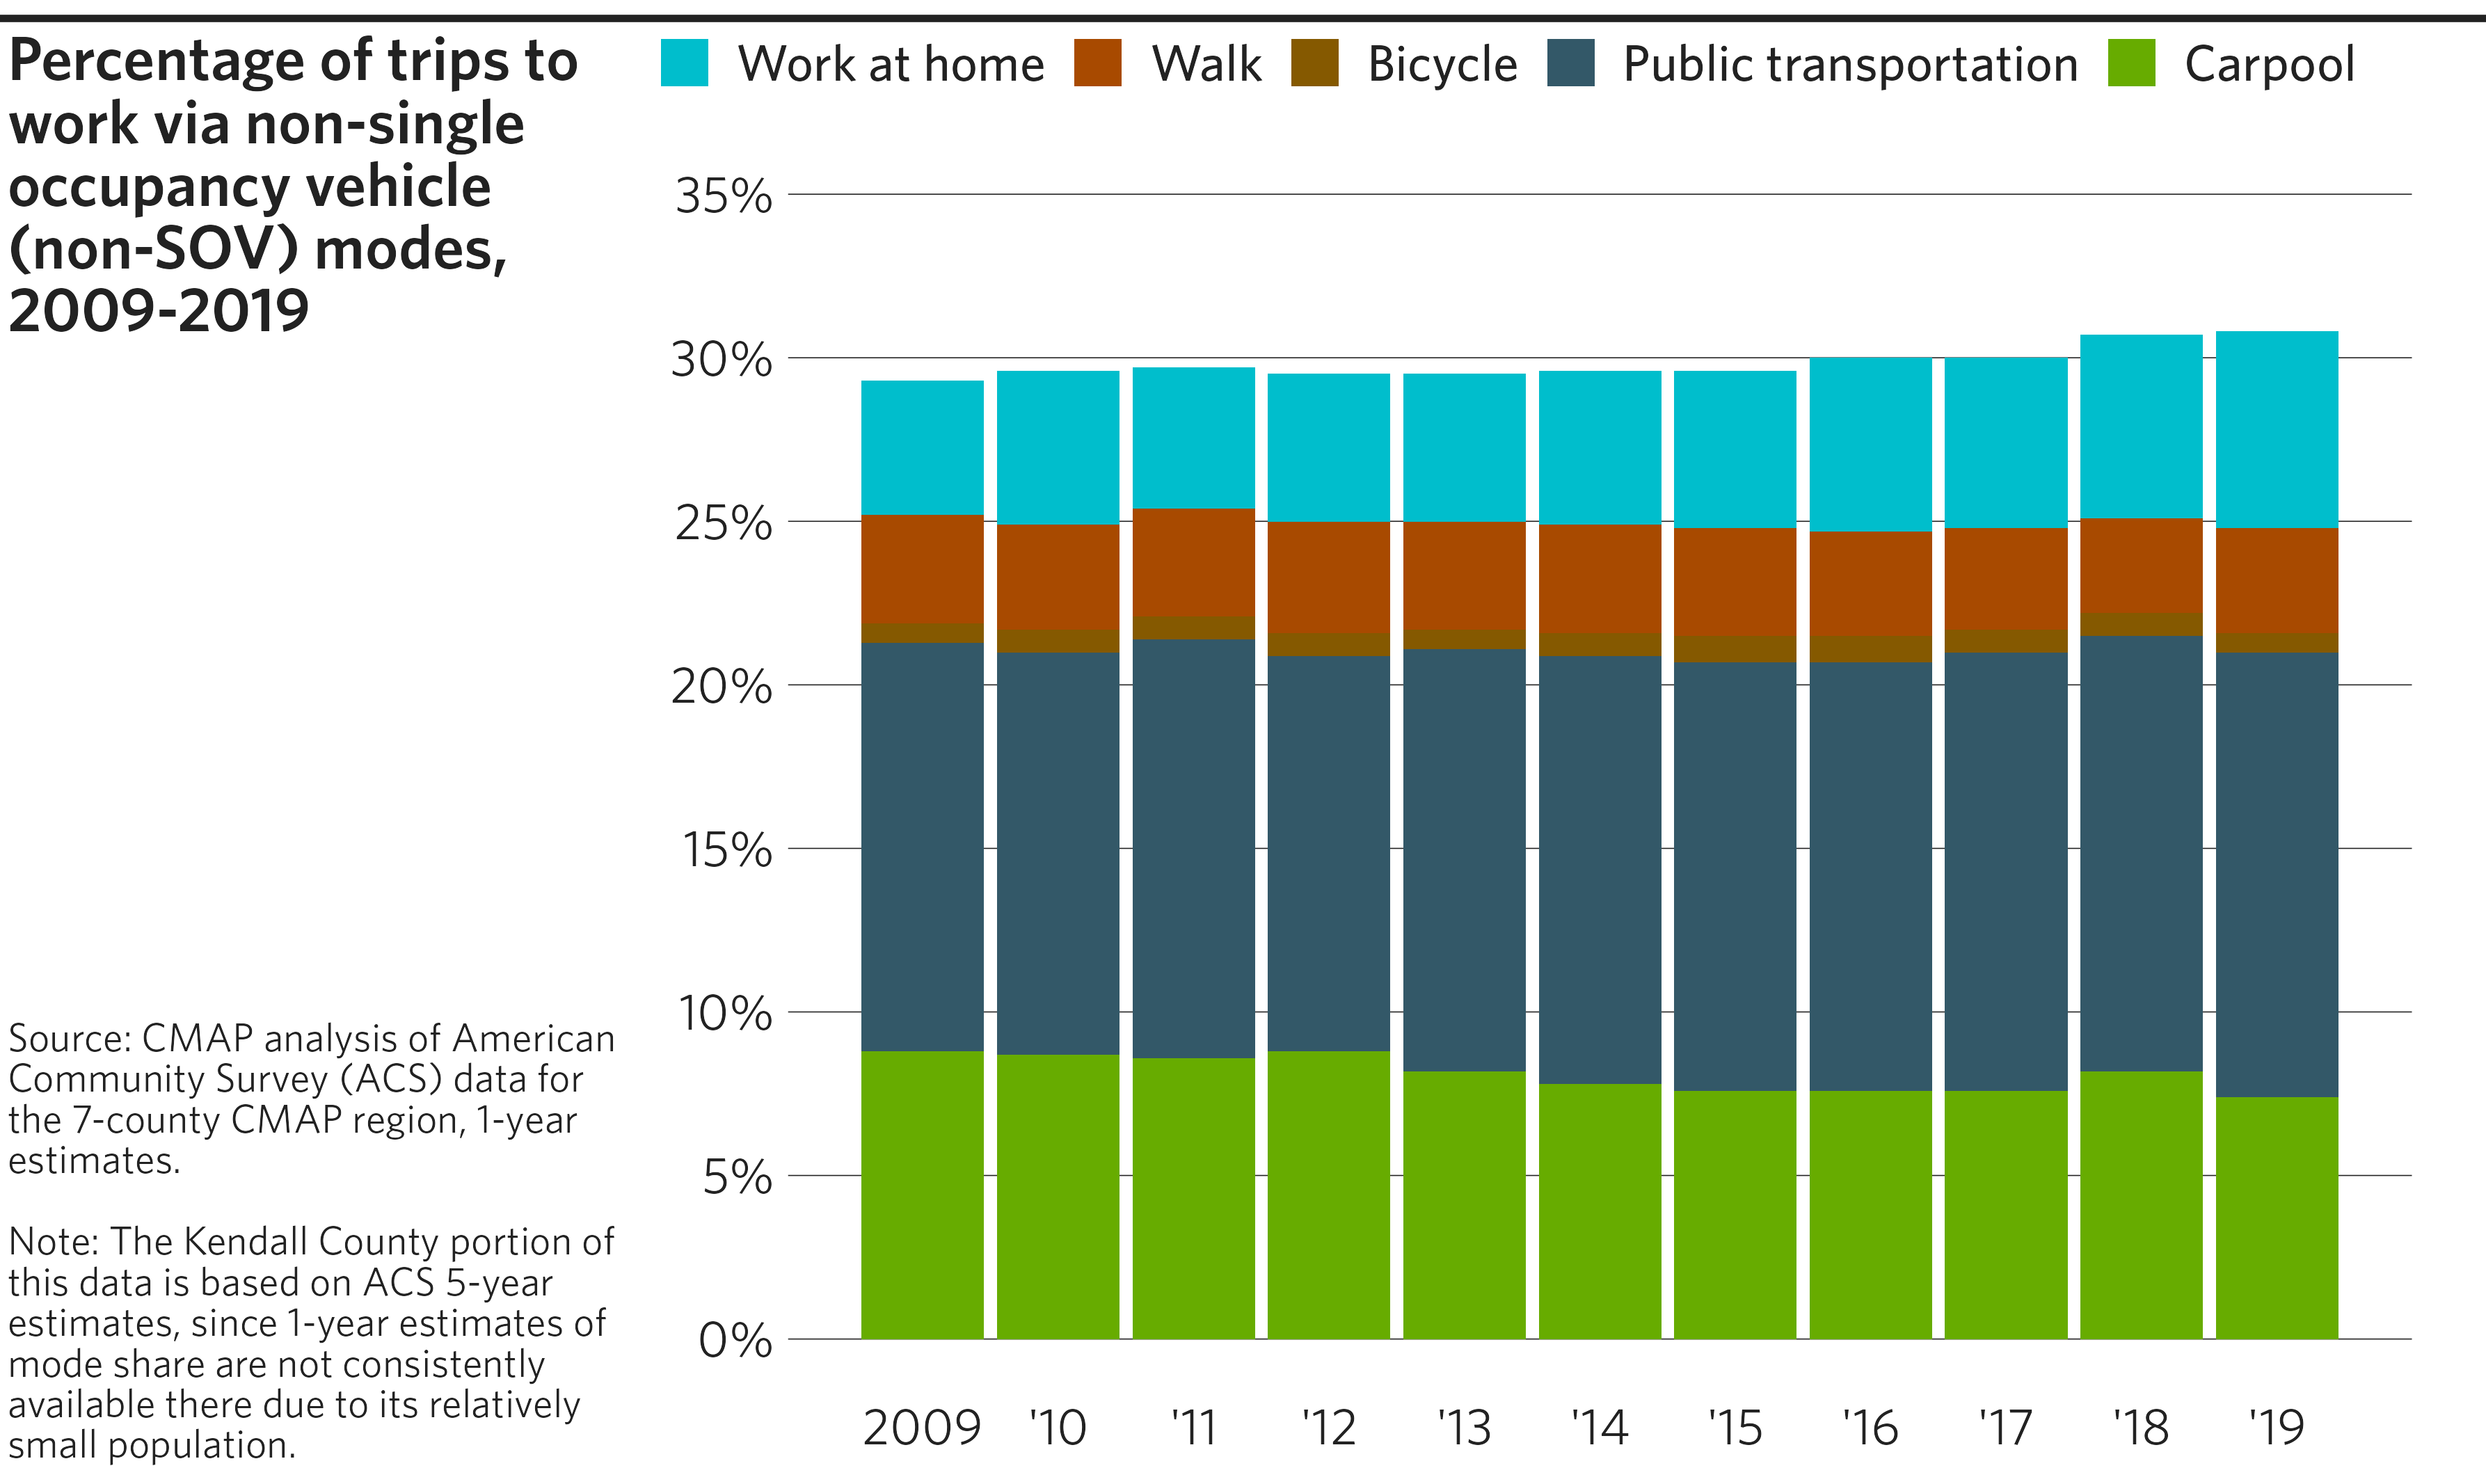 Percentage of trips to
work via non-single
occupancy vehicle
(non-SOV) modes,
2009-2019
Work at home Walk Bicycle Public transportation Carpool
35%
30%
25%
20%
15%
10%
5%
0%
2009 '10 '11 '12 '13 '14 '15 '16 '17 '18 '19
Source: CMAP analysis of American
Community Survey (ACS) data for
the 7-county CMAP region, 1-year
estimates.
Note: The Kendall County portion of
this data is based on ACS 5-year
estimates, since 1-year estimates of
mode share are not consistently
available there due to its relatively
small population.